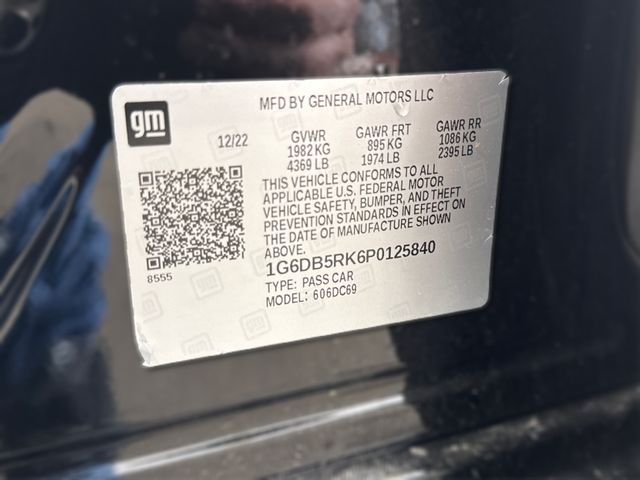 gm
MFD BY GENERAL MOTORS LLC
12/22 GVWR GAWR FRT GAWR RR
1982 KG 895 KG 1086 KG
4369 LB 1974 LB 2395 LB
THIS VEHICLE CONFORMS TO ALL
APPLICABLE U.S. FEDERAL MOTOR
VEHICLE SAFETY, BUMPER, AND THEFT
PREVENTION STANDARDS IN EFFECT ON
THE DATE OF MANUFACTURE SHOWN
ABOVE.
8555
1G6DB5RK6P0125840
TYPE: PASS CAR
MODEL: 606DC69